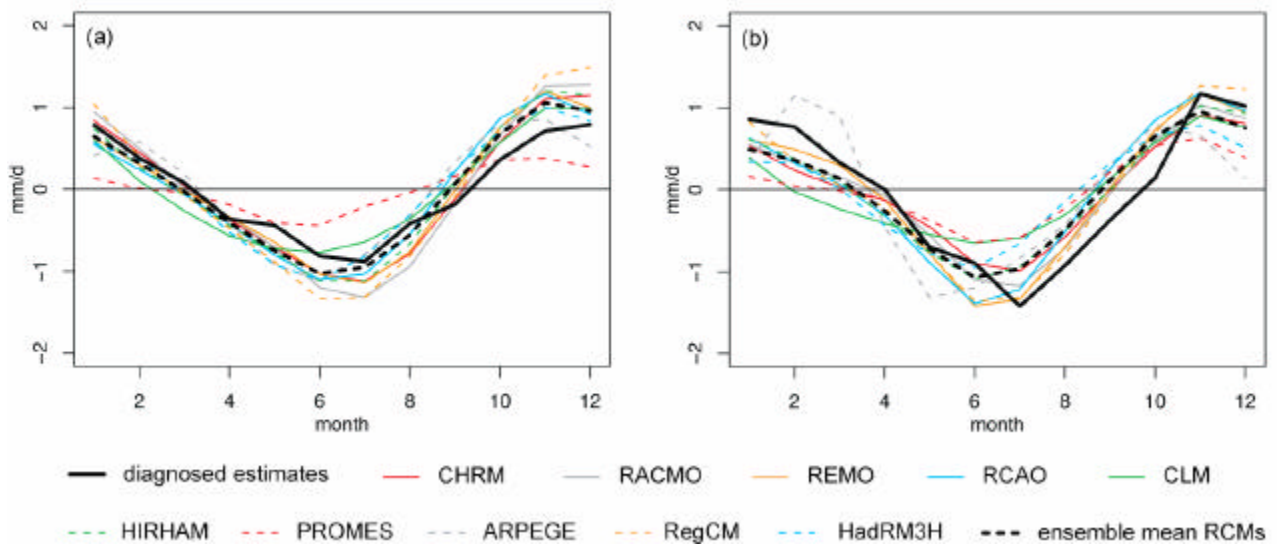 (a)
(b)
2
1
0
−1
−2
mm/d
2 4 6 8 10 12
month
2
1
0
−1
−2
mm/d
2 4 6 8 10 12
month
diagnosed estimates CHRM RACMO REMO RCAO CLM
HIRHAM PROMES ARPEGE RegCM HadRM3H ensemble mean RCMs